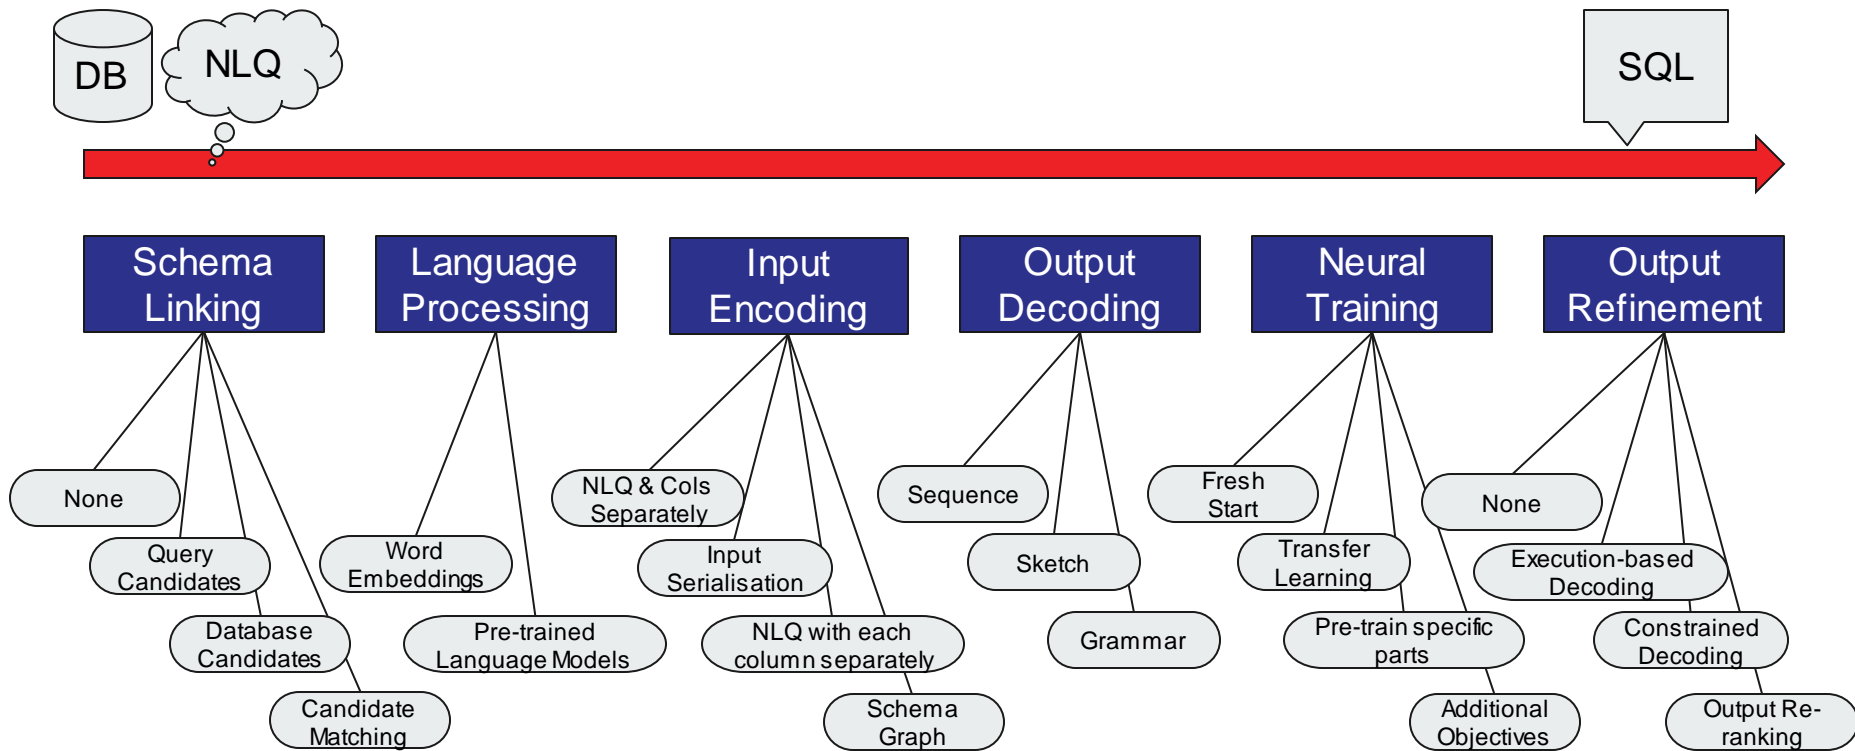 DB
NLQ
SQL
Schema
Linking
Language
Processing
Input
Encoding
Output
Decoding
Neural
Training
Output
Refinement
None
Query
Candidates
Database
Candidates
Candidate
Matching
Word
Embeddings
Pre-trained
Language Models
NLQ & Cols
Separately
Input
Serialisation
NLQ with each
column separately
Schema
Graph
Sequence
Sketch
Grammar
Fresh
Start
Transfer
Learning
Pre-train specific
parts
Additional
Objectives
None
Execution-based
Decoding
Constrained
Decoding
Output Re-
ranking